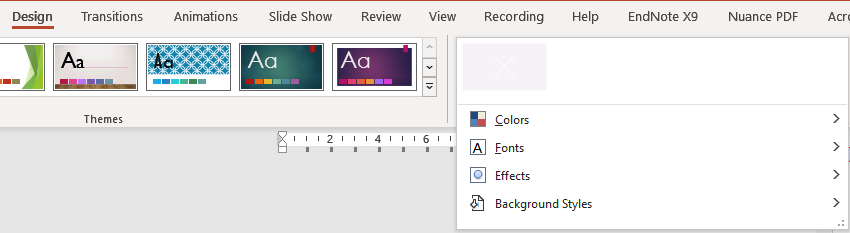 Design Transitions Animations Slide Show Review View Recording Help EndNote X9 Nuance PDF Acro
Aa Aa Aa Aa
Themes
2 4 6
Colors
Fonts
Effects
Background Styles